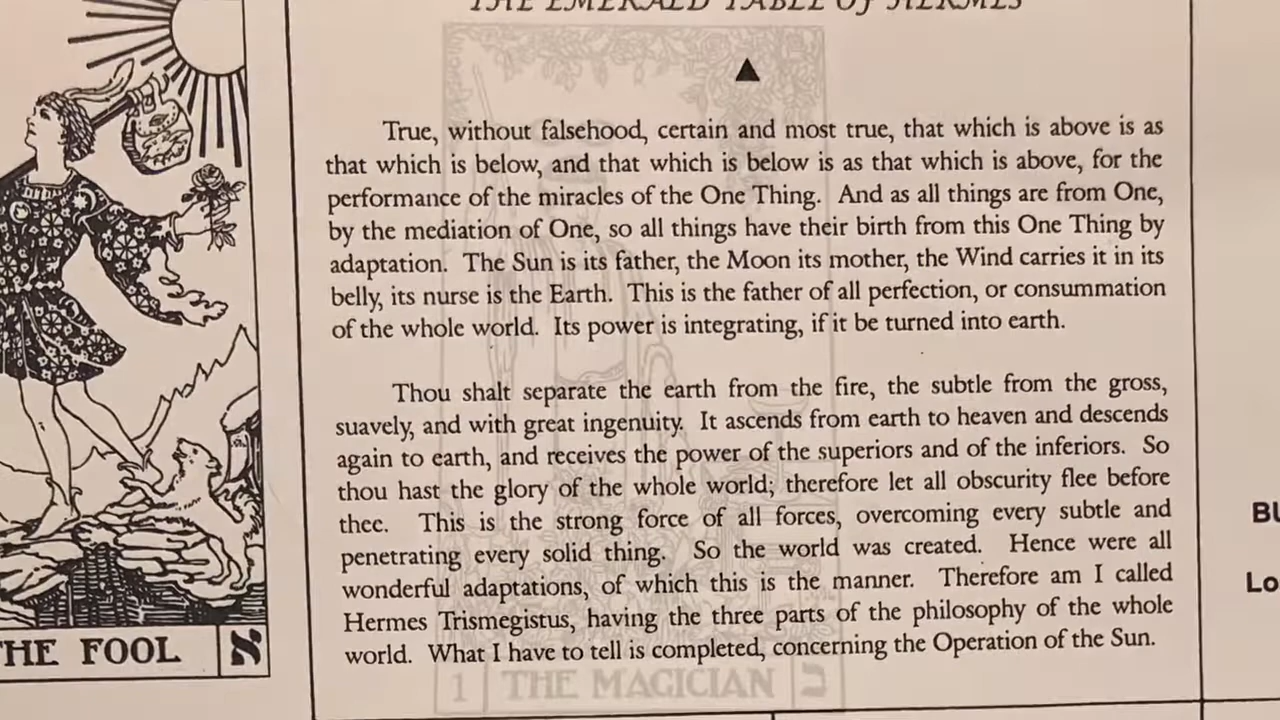 THE EMERALD TABLE Of HERMES
True, without falsehood, certain and most true, that which is above is as
that which is below, and that which is below is as that which is above, for the
performance of the miracles of the One Thing. And as all things are from One,
by the mediation of One, so all things have their birth from this One Thing by
adaptation. The Sun is its father, the Moon its mother, the Wind carries it in its
belly, its nurse is the Earth. This is the father of all perfection, or consummation
of the whole world. Its power is integrating, if it be turned into earth.
Thou shalt separate the earth from the fire, the subtle from the gross,
suavely, and with great ingenuity. It ascends from earth to heaven and descends
again to earth, and receives the power of the superiors and of the inferiors. So
thou hast the glory of the whole world; therefore let all obscurity flee before
thee. This is the strong force of all forces, overcoming every subtle and
penetrating every solid thing. So the world was created. Hence were all
wonderful adaptations, of which this is the manner. Therefore am I called
Hermes Trismegistus, having the three parts of the philosophy of the whole
world. What I have to tell is completed, concerning the Operation of the Sun.
1 THE MAGICIAN ב
THE FOOL א